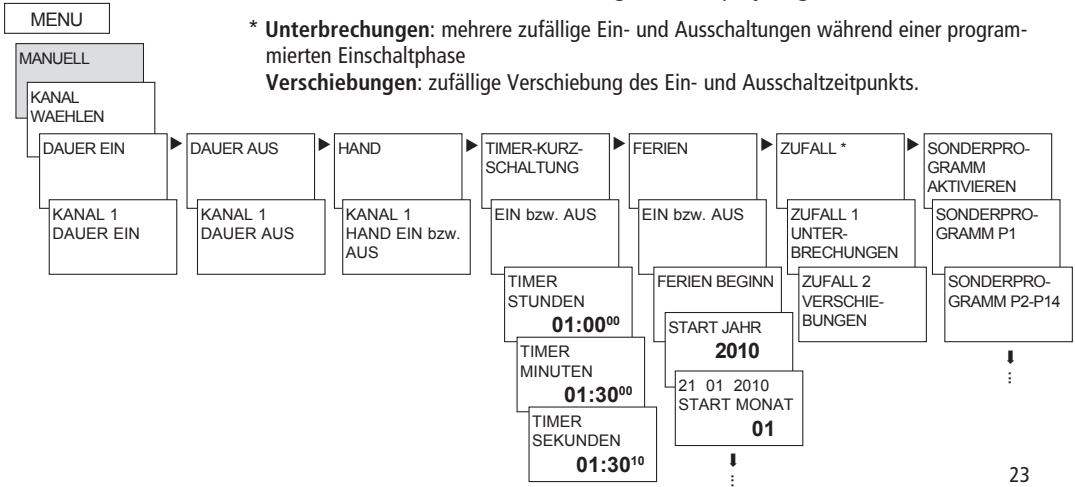 MENU
* Unterbrechungen: mehrere zufällige Ein- und Ausschaltungen während einer program-
mierten Einschaltphase
Verschiebungen: zufällige Verschiebung des Ein- und Ausschaltzeitpunkts.
MANUELL
KANAL
WAEHLEN
DAUER EIN
KANAL 1
DAUER EIN
DAUER AUS
KANAL 1
DAUER AUS
HAND
KANAL 1
HAND EIN bzw.
AUS
TIMER-KURZ-
SCHALTUNG
EIN bzw. AUS
TIMER
STUNDEN
01:00⁰⁰
TIMER
MINUTEN
01:30⁰⁰
TIMER
SEKUNDEN
01:30¹⁰
FERIEN
EIN bzw. AUS
FERIEN BEGINN
START JAHR
2010
21 01 2010
START MONAT
01
ZUFALL *
ZUFALL 1
UNTER-
BRECHUNGEN
ZUFALL 2
VERSCHIE-
BUNGEN
SONDERPRO-
GRAMM
AKTIVIEREN
SONDERPRO-
GRAMM P1
SONDERPRO-
GRAMM P2-P14
23